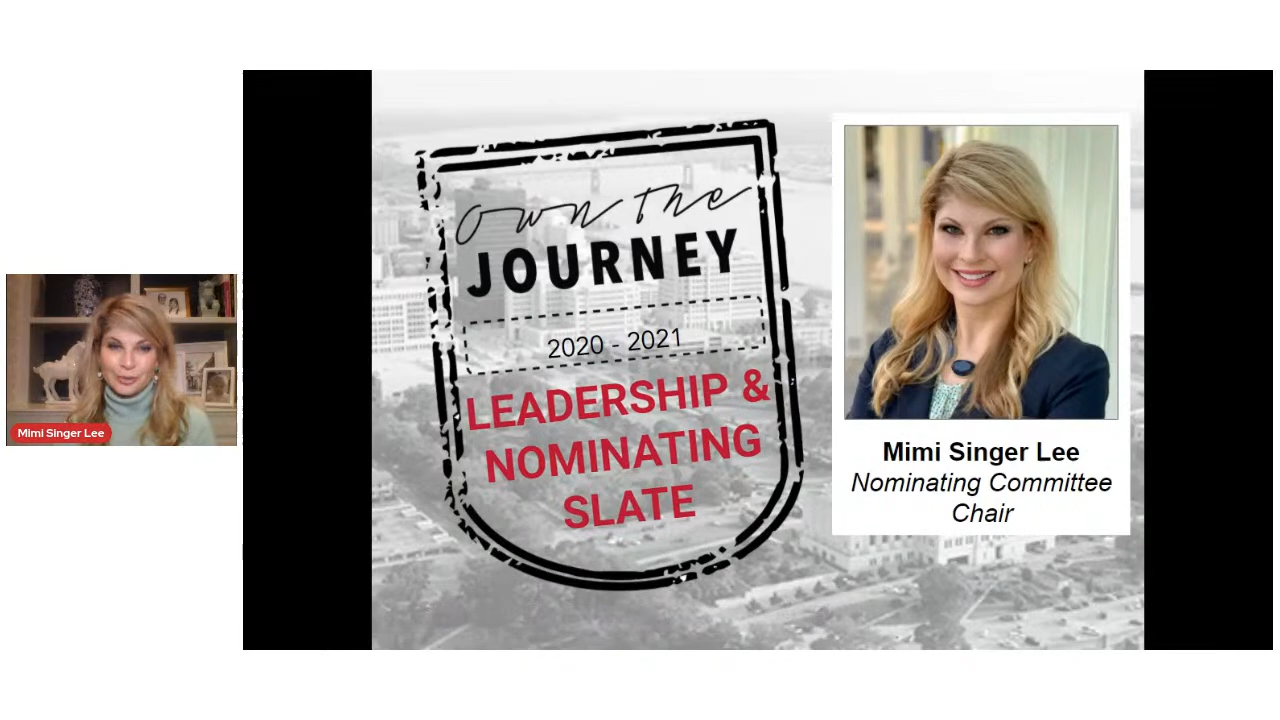 Mimi Singer Lee
own the
JOURNEY
2020 - 2021
LEADERSHIP &
NOMINATING
SLATE
Mimi Singer Lee
Nominating Committee
Chair